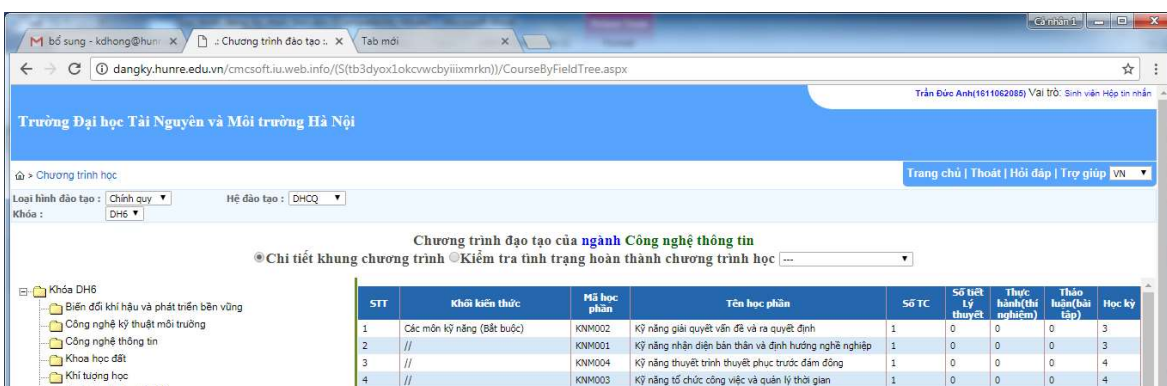 Cá nhân 1
bổ sung - kdhong@hun
.: Chương trình đào tạo :.
Tab mới
dangky.hunre.edu.vn/cmcsoft.iu.web.info/(S(tb3dyox1okcvwcbyiiixmrkn))/CourseByFieldTree.aspx
Trần Đức Anh(1611062085) Vai trò: Sinh viên Hộp tin nhắn
Trường Đại học Tài Nguyên và Môi trường Hà Nội
> Chương trình học
Trang chủ | Thoát | Hỏi đáp | Trợ giúp VN
Loại hình đào tạo : Chính quy Hệ đào tạo : DHCQ
Khóa : DH6
Chương trình đạo tạo của ngành Công nghệ thông tin
Chi tiết khung chương trình Kiểm tra tình trạng hoàn thành chương trình học ---
Khóa DH6
Biến đổi khí hậu và phát triển bền vững
Công nghệ kỹ thuật môi trường
Công nghệ thông tin
Khoa học đất
Khí tượng học
STT Khối kiến thức Mã học phần Tên học phần Số TC Số tiết Lý thuyết Thực hành(thí nghiệm) Thảo luận(bài tập) Học kỳ
1 Các môn kỹ năng (Bắt buộc) KNM002 Kỹ năng giải quyết vấn đề và ra quyết định 1 0 0 0 3
2 // KNM001 Kỹ năng nhận diện bản thân và định hướng nghề nghiệp 1 0 0 0 3
3 // KNM004 Kỹ năng thuyết trình thuyết phục trước đám đông 1 0 0 0 4
4 // KNM003 Kỹ năng tổ chức công việc và quản lý thời gian 1 0 0 0 4